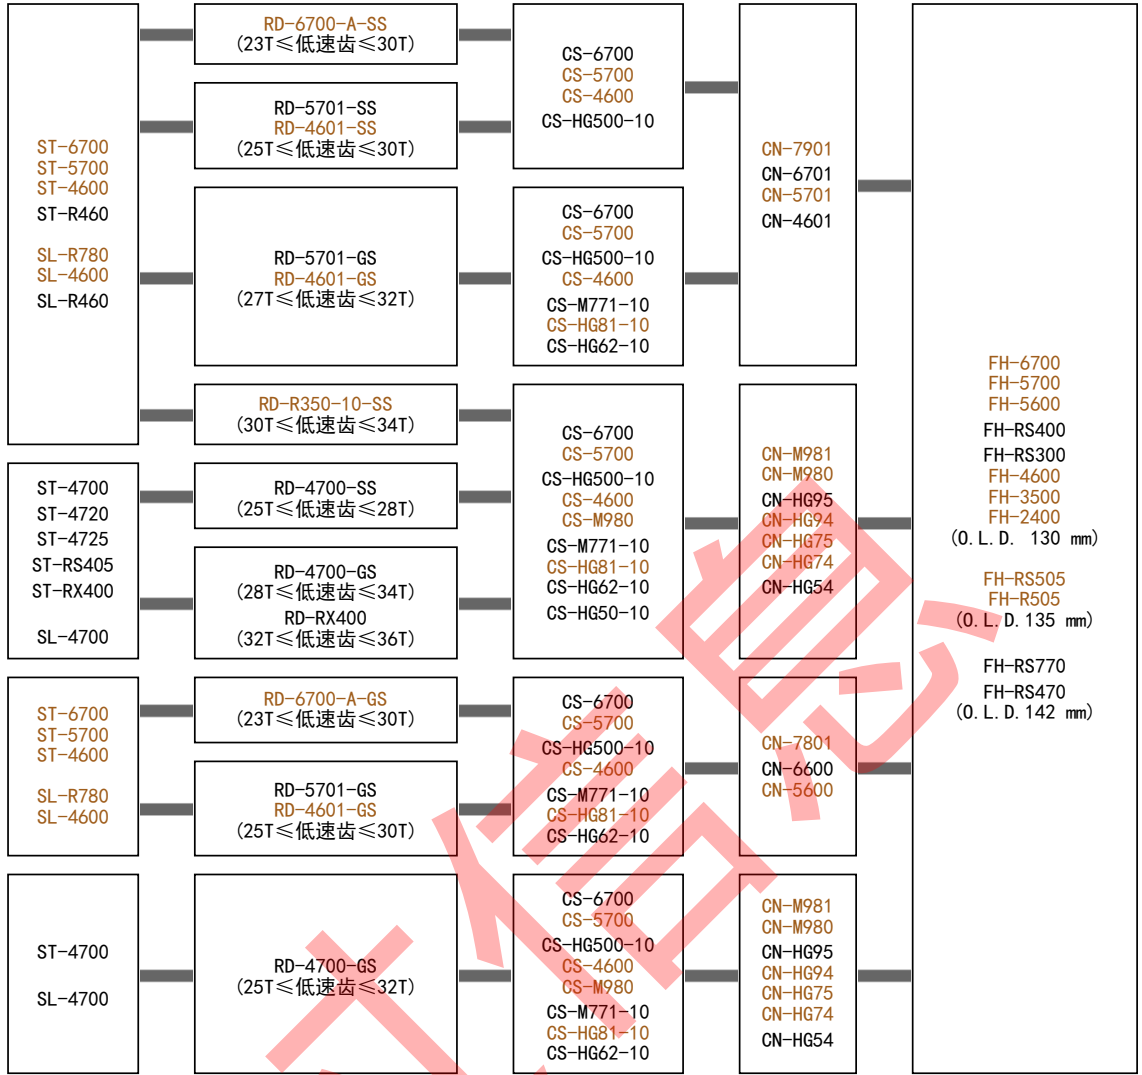 ST-6700
ST-5700
ST-4600
ST-R460
SL-R780
SL-4600
SL-R460
RD-6700-A-SS
(23T≤低速齿≤30T)
RD-5701-SS
RD-4601-SS
(25T≤低速齿≤30T)
RD-5701-GS
RD-4601-GS
(27T≤低速齿≤32T)
RD-R350-10-SS
(30T≤低速齿≤34T)
CS-6700
CS-5700
CS-4600
CS-HG500-10
CS-6700
CS-5700
CS-HG500-10
CS-4600
CS-M771-10
CS-HG81-10
CS-HG62-10
CN-7901
CN-6701
CN-5701
CN-4601
ST-4700
ST-4720
ST-4725
ST-RS405
ST-RX400
SL-4700
RD-4700-SS
(25T≤低速齿≤28T)
RD-4700-GS
(28T≤低速齿≤34T)
RD-RX400
(32T≤低速齿≤36T)
CS-6700
CS-5700
CS-HG500-10
CS-4600
CS-M980
CS-M771-10
CS-HG81-10
CS-HG62-10
CS-HG50-10
CN-M981
CN-M980
CN-HG95
CN-HG94
CN-HG75
CN-HG74
CN-HG54
ST-6700
ST-5700
ST-4600
SL-R780
SL-4600
RD-6700-A-GS
(23T≤低速齿≤30T)
RD-5701-GS
RD-4601-GS
(25T≤低速齿≤30T)
CS-6700
CS-5700
CS-HG500-10
CS-4600
CS-M771-10
CS-HG81-10
CS-HG62-10
CN-7801
CN-6600
CN-5600
ST-4700
SL-4700
RD-4700-GS
(25T≤低速齿≤32T)
CS-6700
CS-5700
CS-HG500-10
CS-4600
CS-M980
CS-M771-10
CS-HG81-10
CS-HG62-10
CN-M981
CN-M980
CN-HG95
CN-HG94
CN-HG75
CN-HG74
CN-HG54
FH-6700
FH-5700
FH-5600
FH-RS400
FH-RS300
FH-4600
FH-3500
FH-2400
(O.L.D. 130 mm)
FH-RS505
FH-R505
(O.L.D.135 mm)
FH-RS770
FH-RS470
(O.L.D.142 mm)
信息